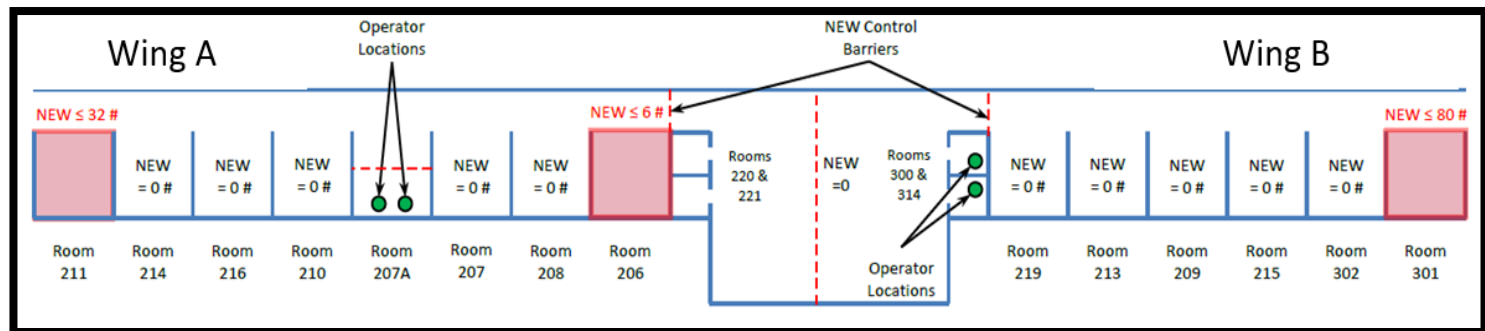 Operator
Locations
NEW Control
Barriers
Wing A
Wing B
NEW ≤ 32 #
NEW ≤ 6 #
NEW ≤ 80 #
NEW
= 0 #
NEW
= 0 #
NEW
= 0 #
NEW
= 0 #
NEW
= 0 #
Rooms
220 &
221
NEW
=0
Rooms
300 &
314
NEW
= 0 #
NEW
= 0 #
NEW
= 0 #
NEW
= 0 #
NEW
= 0 #
Room
211
Room
214
Room
216
Room
210
Room
207A
Room
207
Room
208
Room
206
Operator
Locations
Room
219
Room
213
Room
209
Room
215
Room
302
Room
301